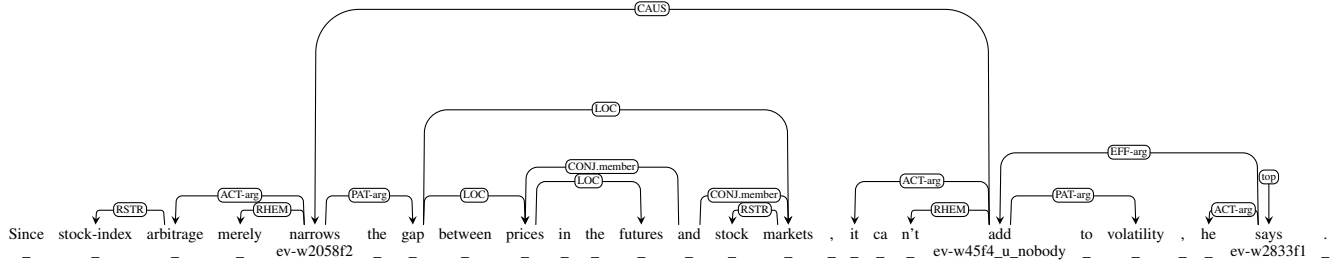 CAUS
LOC
EFF-arg
CONJ.member
LOC top
ACT-arg PAT-arg LOC CONJ.member ACT-arg PAT-arg
RSTR RHEM RSTR RHEM ACT-arg
Since stock-index arbitrage merely narrows the gap between prices in the futures and stock markets , it ca n't add to volatility , he says .
_ _ _ _ ev-w2058f2 _ _ _ _ _ _ _ _ _ _ _ _ _ _ ev-w45f4_u_nobody _ _ _ _ ev-w2833f1 _